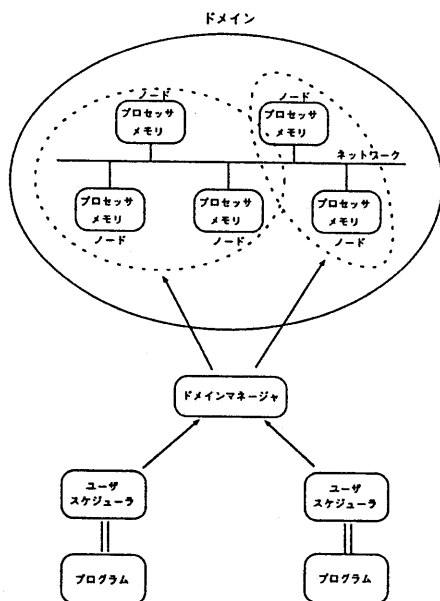 ドメイン
ノード
プロセッサ
メモリ
ノード
プロセッサ
メモリ
ネットワーク
プロセッサ
メモリ
ノード
プロセッサ
メモリ
ノード
プロセッサ
メモリ
ノード
ドメインマネージャ
ユーザ
スケジューラ
ユーザ
スケジューラ
プログラム
プログラム